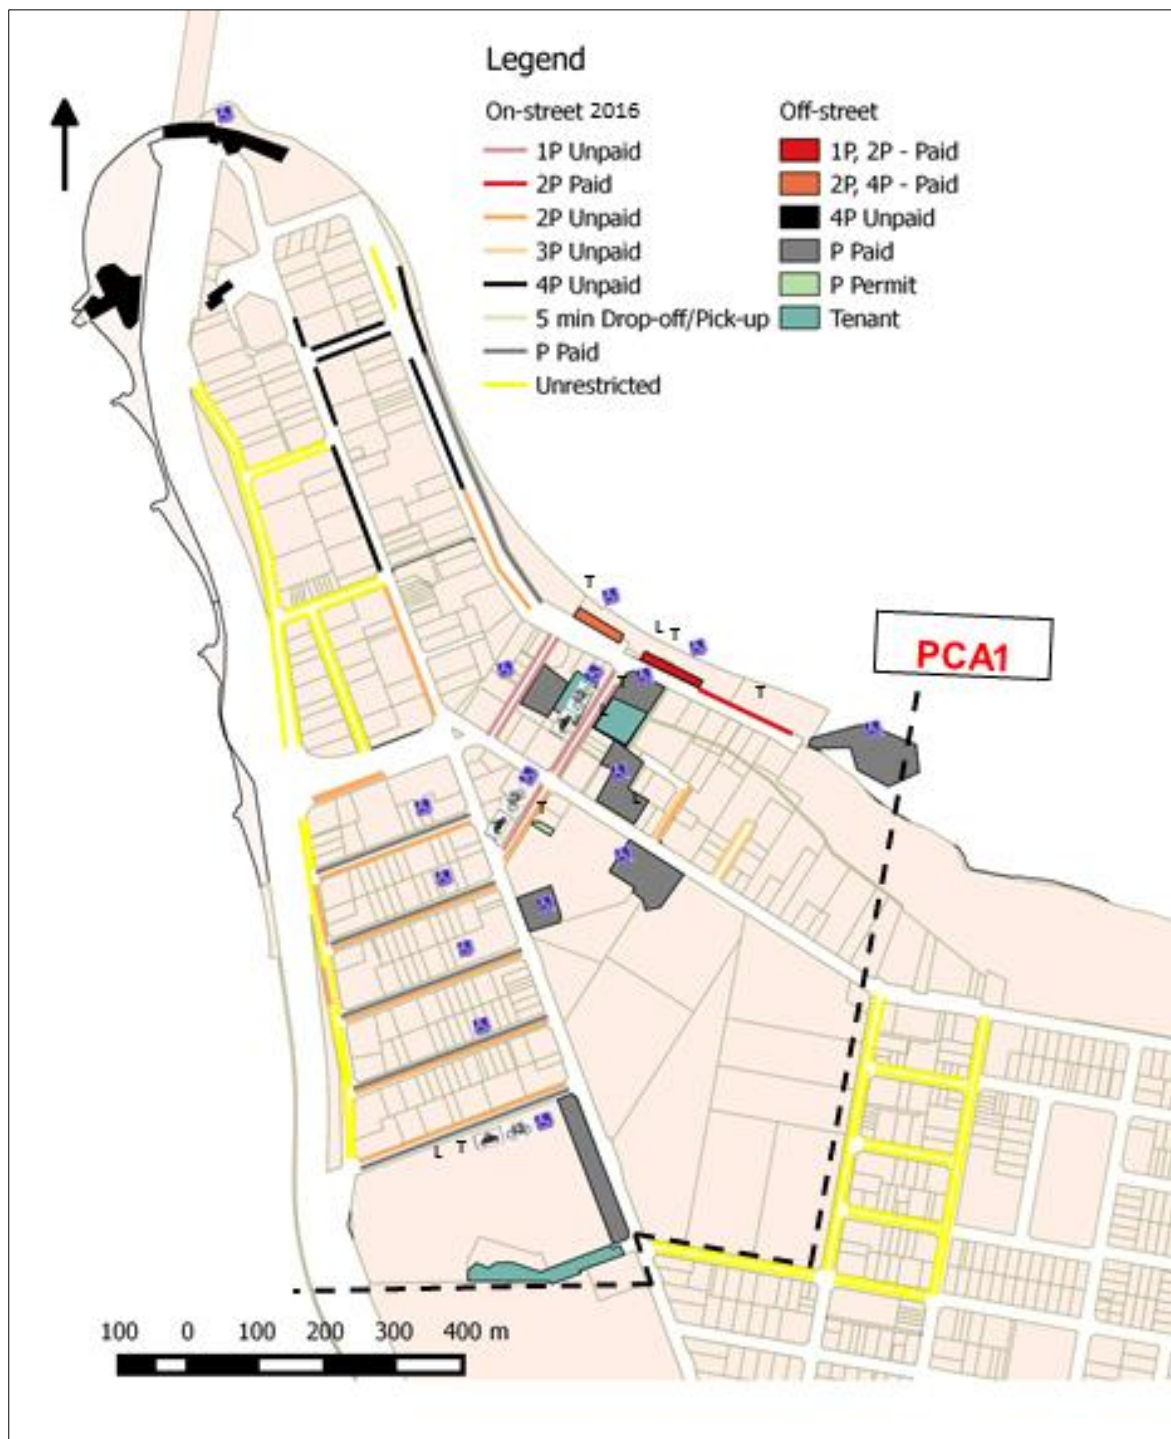 Legend
On-street 2016
1P Unpaid
2P Paid
2P Unpaid
3P Unpaid
4P Unpaid
5 min Drop-off/Pick-up
P Paid
Unrestricted
Off-street
1P, 2P - Paid
2P, 4P - Paid
4P Unpaid
P Paid
P Permit
Tenant
T
L T
T
PCA1
T
L
L
T
L T
100 0 100 200 300 400 m